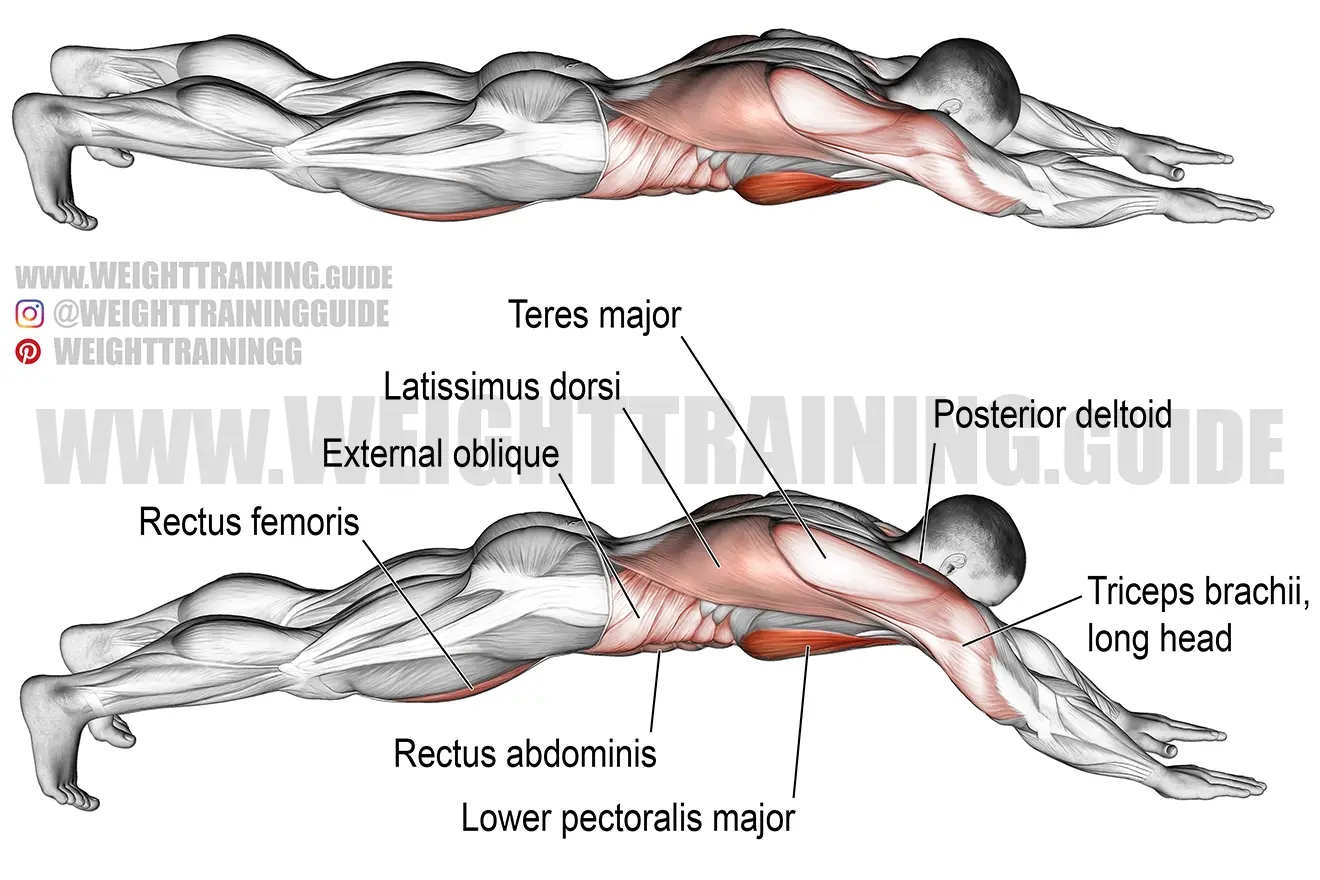 WWW.WEIGHTTRAINING.GUIDE
@WEIGHTTRAININGGUIDE
WEIGHTTRAININGG
Teres major
Latissimus dorsi
Posterior deltoid
WWW.WEIGHTTRAINING.GUIDE
External oblique
Rectus femoris
Triceps brachii,
long head
Rectus abdominis
Lower pectoralis major